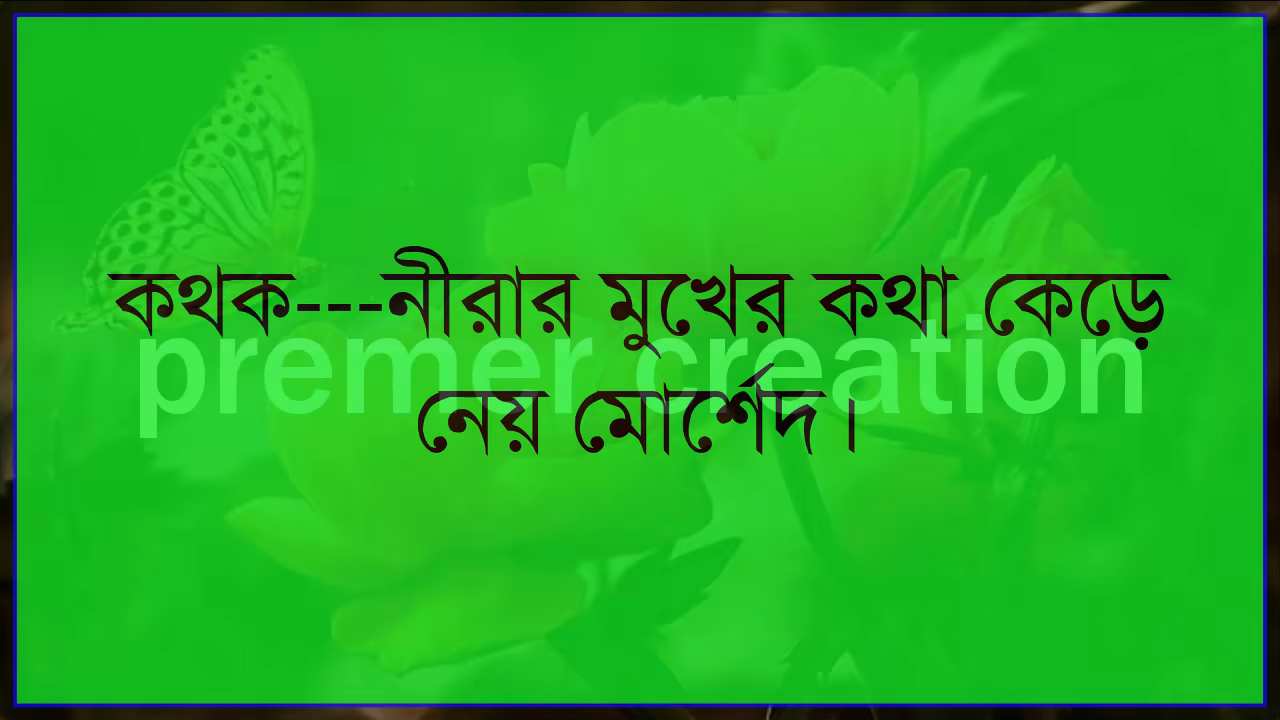 কথক---নীরার মুখের কথা কেড়ে
premer creation
নেয় মোর্শেদ।